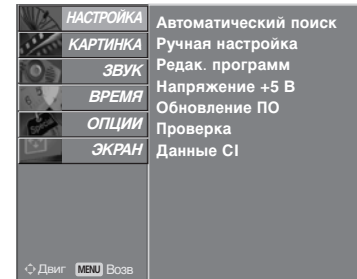 НАСТРОЙКА
КАРТИНКА
ЗВУК
ВРЕМЯ
ОПЦИИ
ЭКРАН
Автоматический поиск
Ручная настройка
Редак. программ
Напряжение +5 В
Обновление ПО
Проверка
Данные CI
Двиг MENU Возв